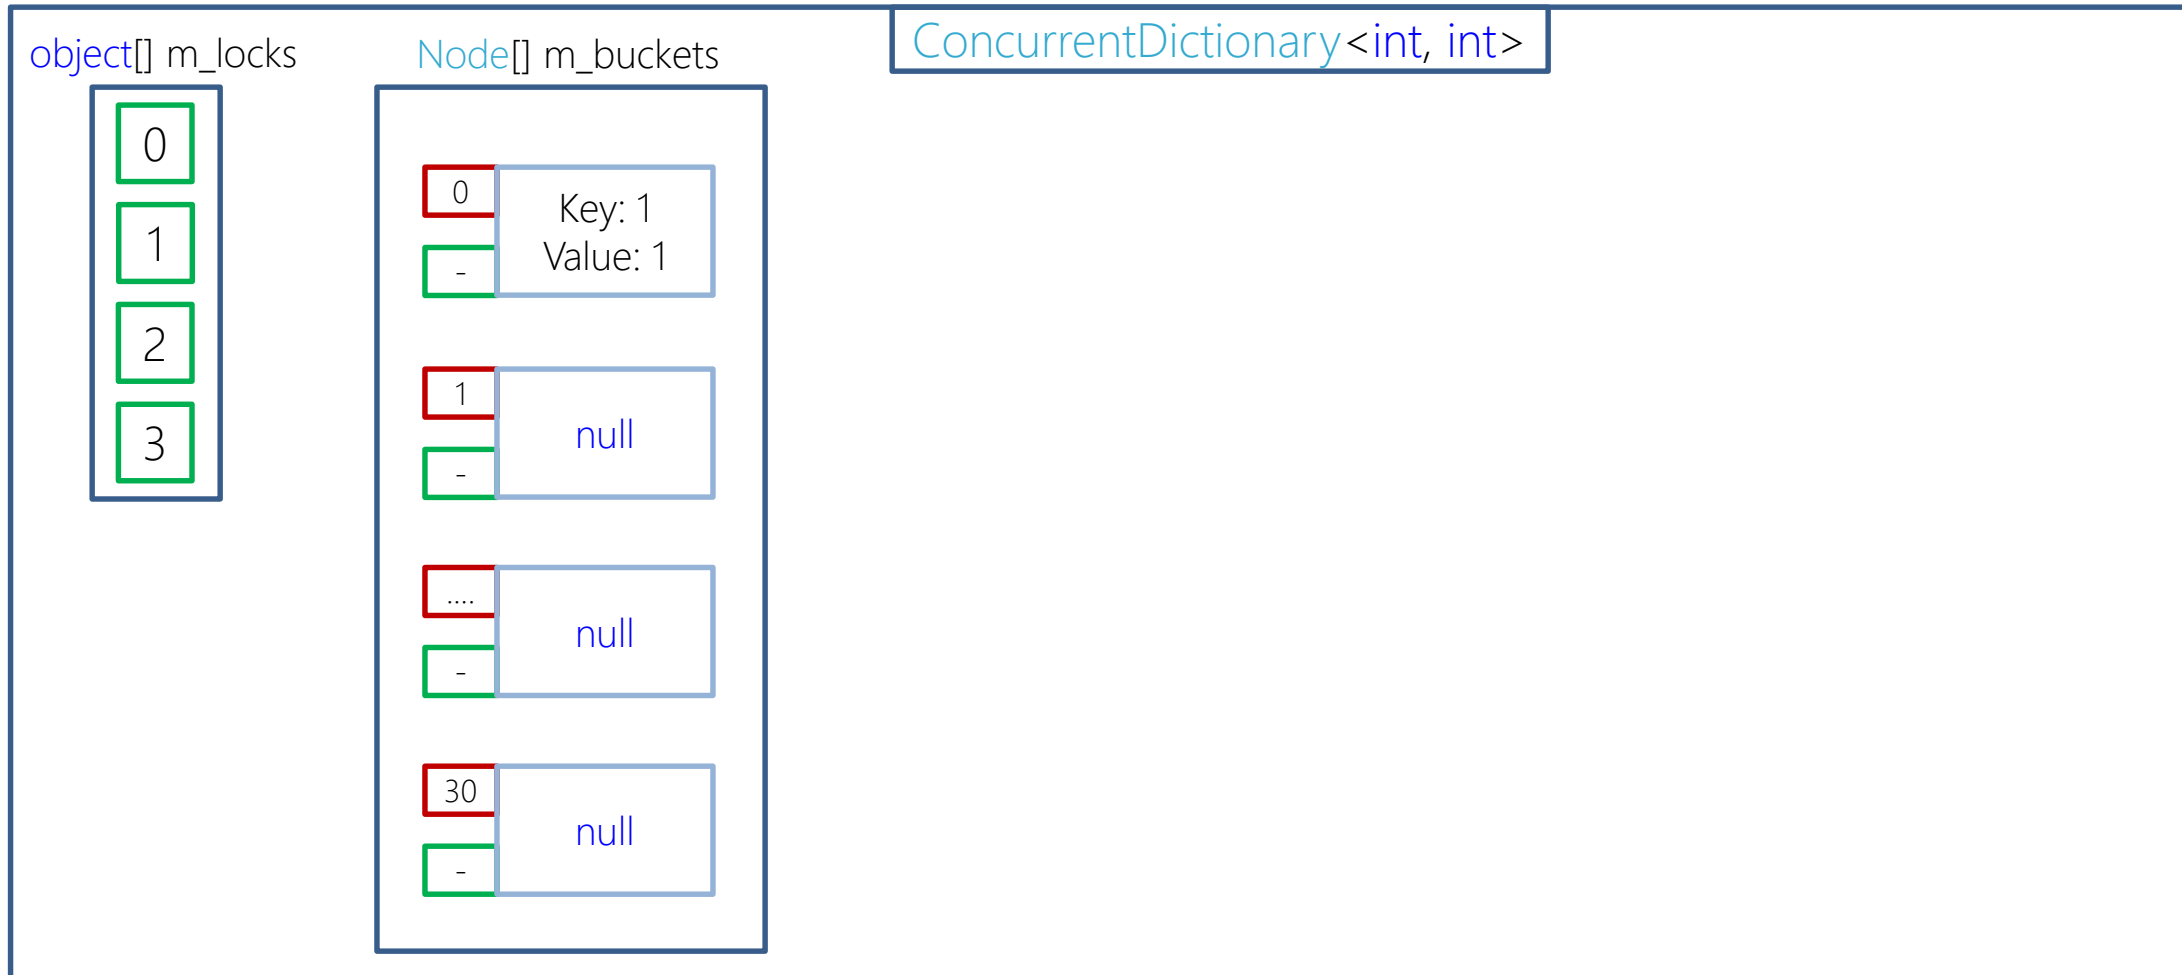 ConcurrentDictionary<int, int>
object[] m_locks
0
1
2
3
Node[] m_buckets
0
Key: 1
Value: 1
-
1
null
-
....
null
-
30
null
-